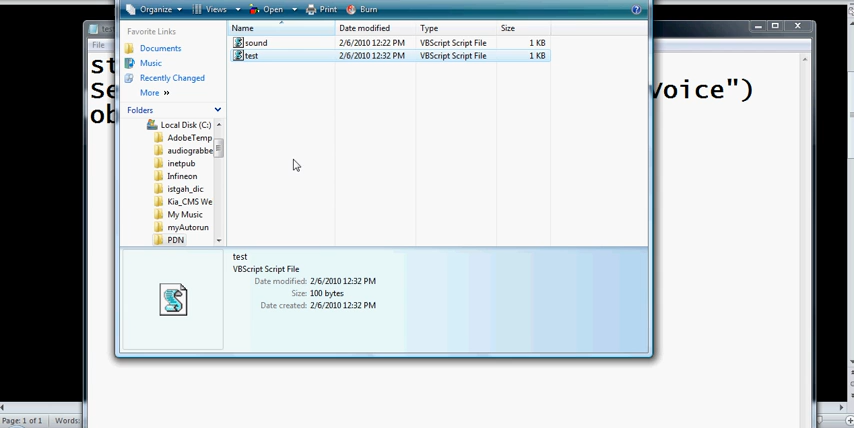 Organize Views Open Print Burn
Favorite Links
Documents
Music
Recently Changed
More »
Folders
Local Disk (C:)
AdobeTemp
audiograbbe
inetpub
Infineon
istgah_dic
Kia_CMS We
My Music
myAutorun
PDN
Name Date modified Type Size
sound 2/6/2010 12:22 PM VBScript Script File 1 KB
test 2/6/2010 12:32 PM VBScript Script File 1 KB
test
VBScript Script File
Date modified: 2/6/2010 12:32 PM
Size: 100 bytes
Date created: 2/6/2010 12:32 PM
File
st
Se Voice")
ob
Page: 1 of 1 Words: